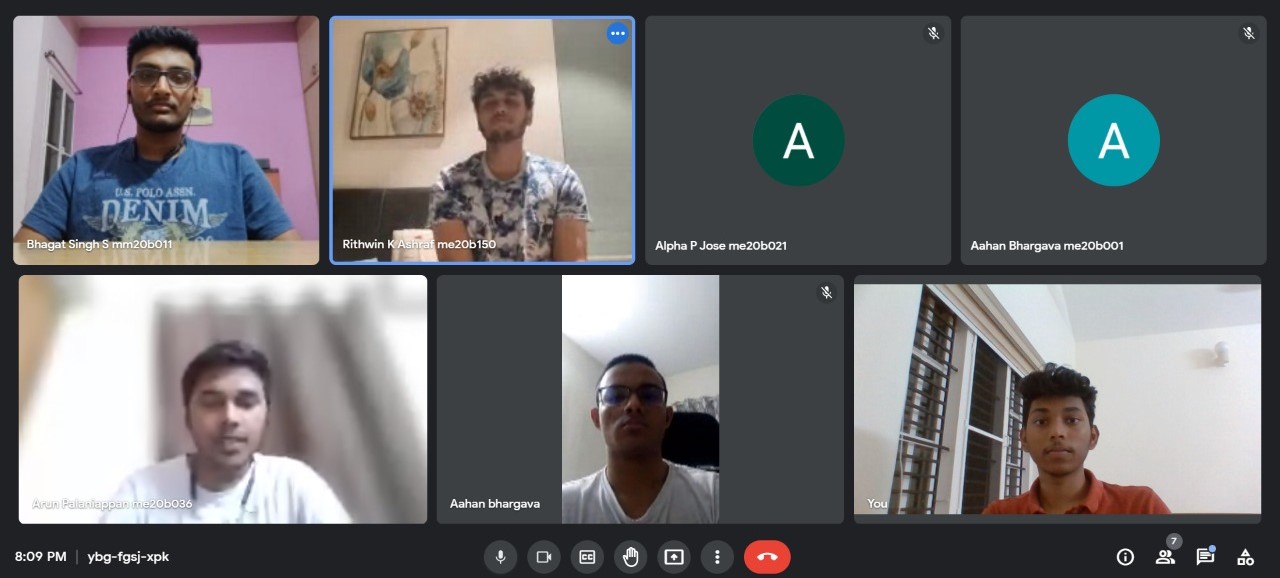 U.S. POLO ASSN.
DENIM
Bhagat Singh S mm20b011
Rithwin K Ashraf me20b150
A
Alpha P Jose me20b021
A
Aahan Bhargava me20b001
Arun Palaniappan me20b036
Aahan bhargava
You
8:09 PM | ybg-fgsj-xpk
CC
7